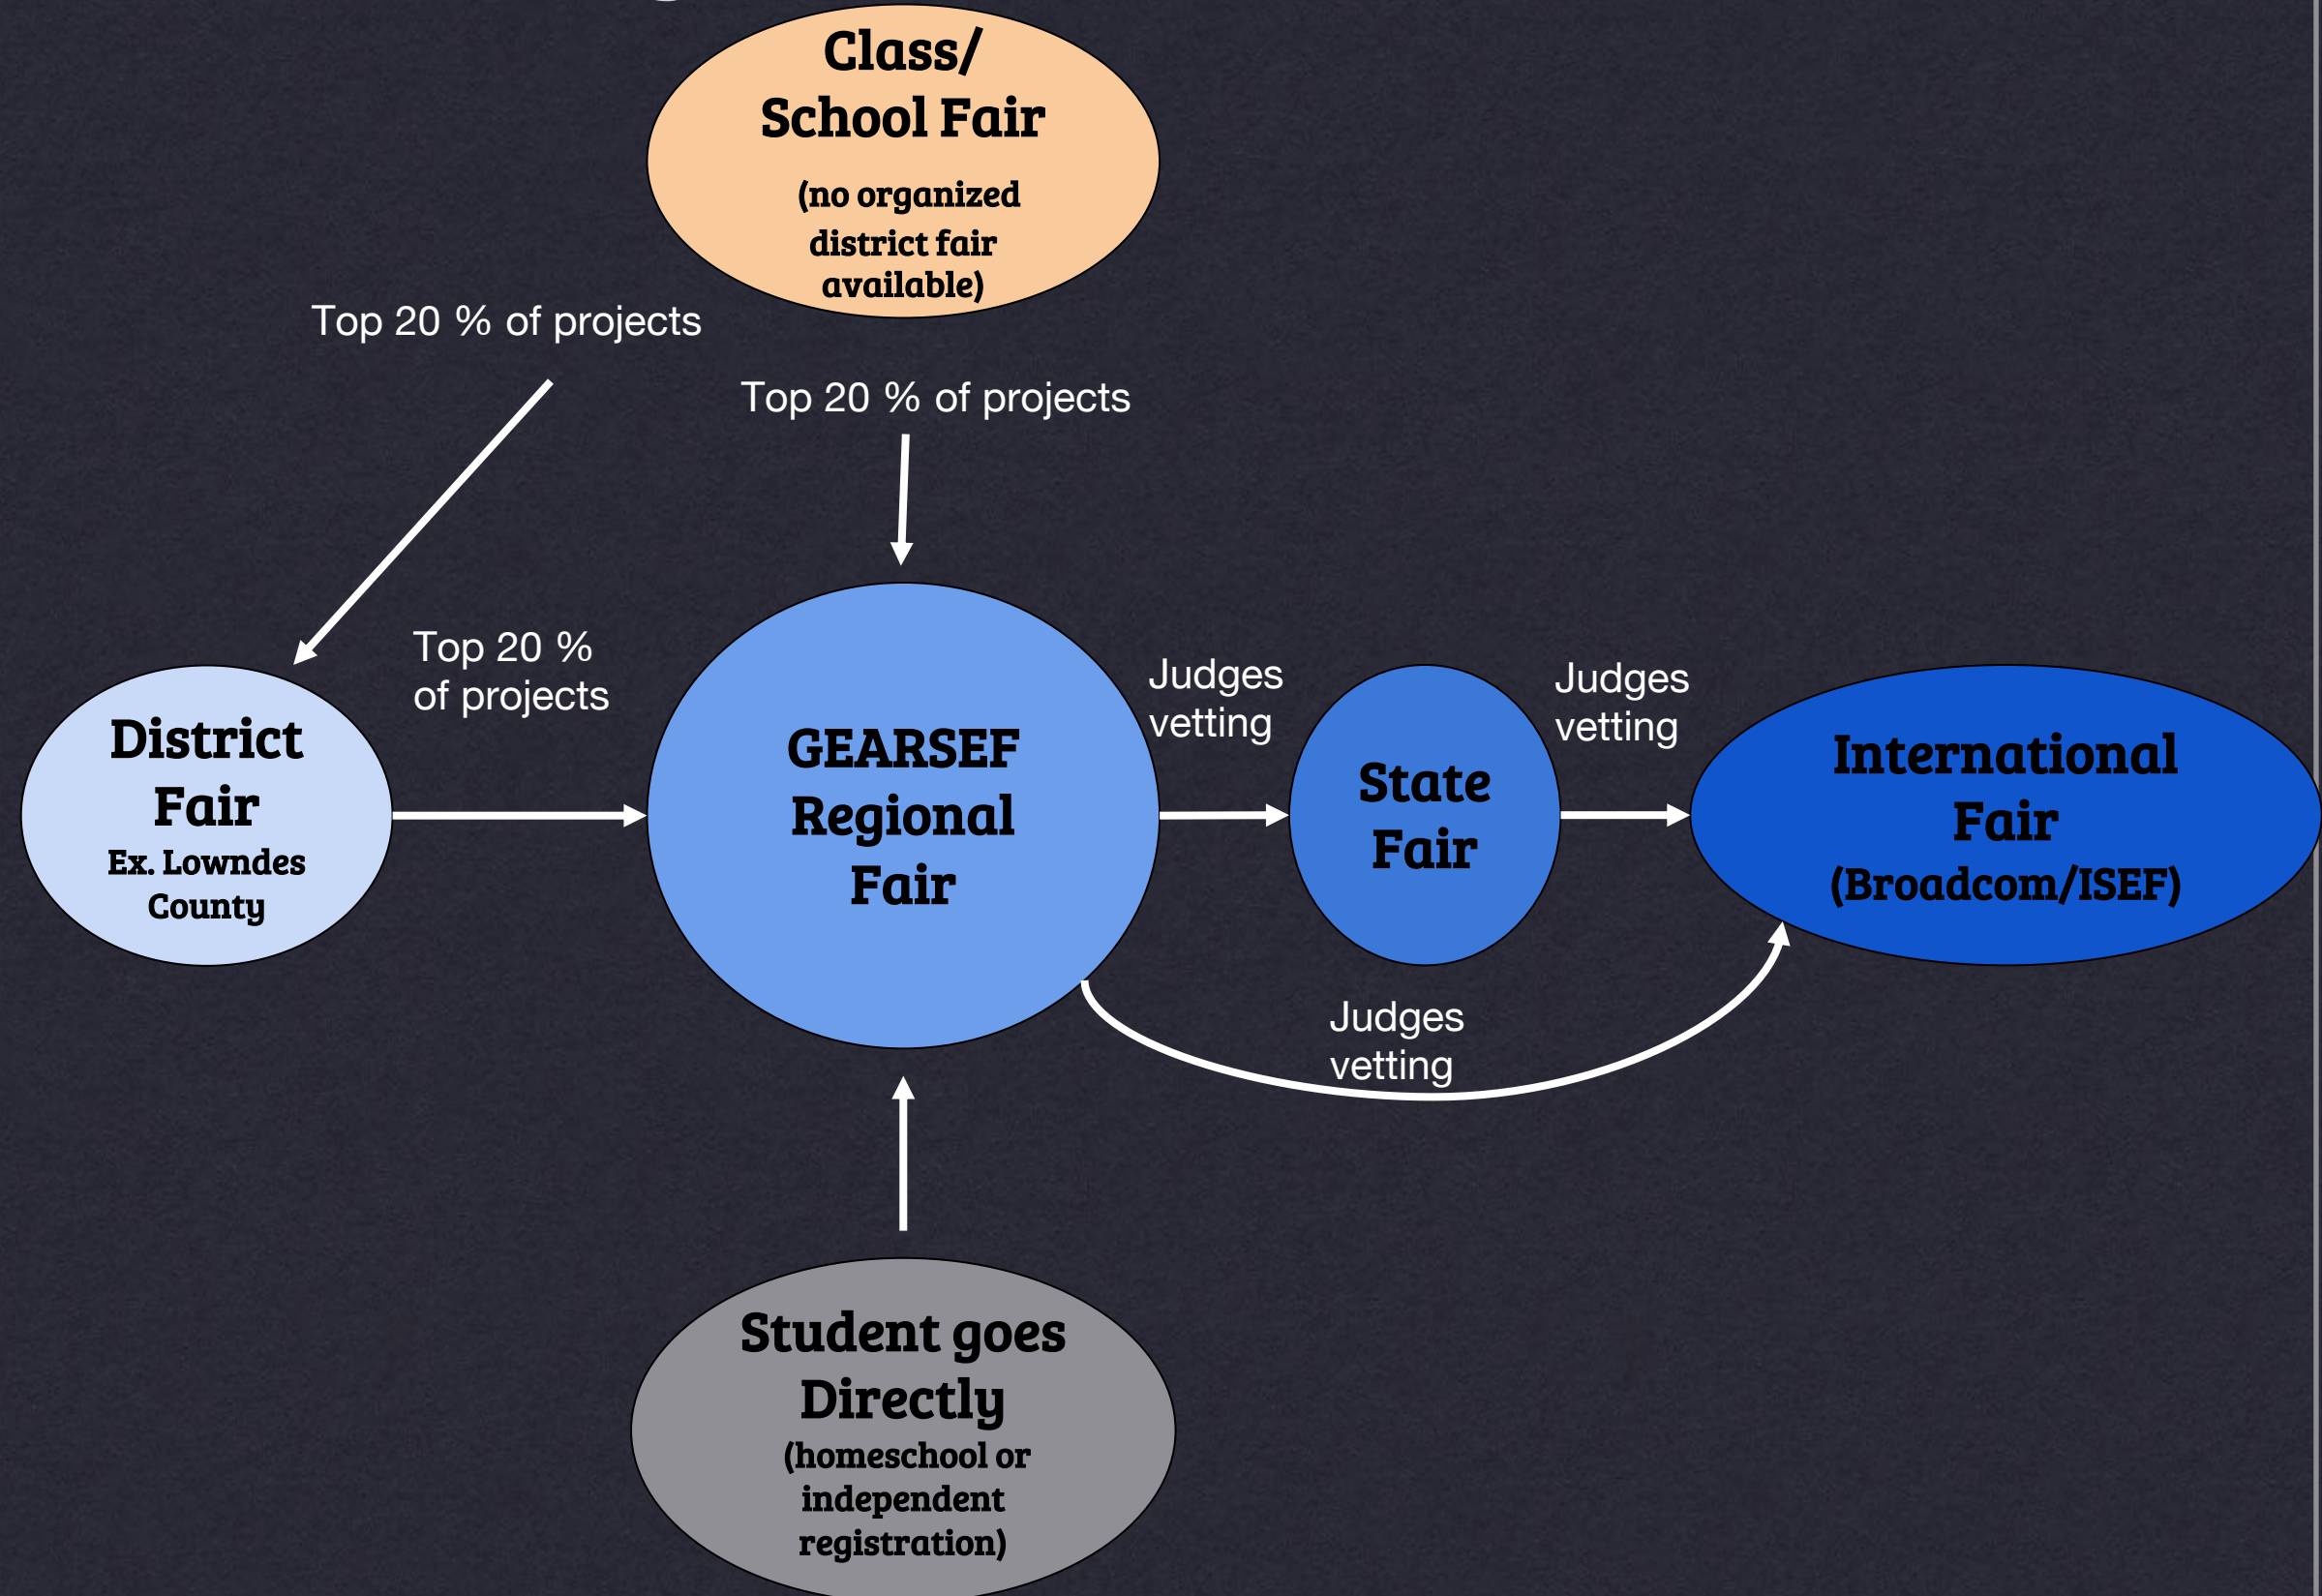 Class/
School Fair
(no organized
district fair
available)
Top 20 % of projects
Top 20 % of projects
Top 20 %
of projects
District
Fair
Ex. Lowndes
County
GEARSEF
Regional
Fair
Judges
vetting
State
Fair
Judges
vetting
International
Fair
(Broadcom/ISEF)
Judges
vetting
Student goes
Directly
(homeschool or
independent
registration)